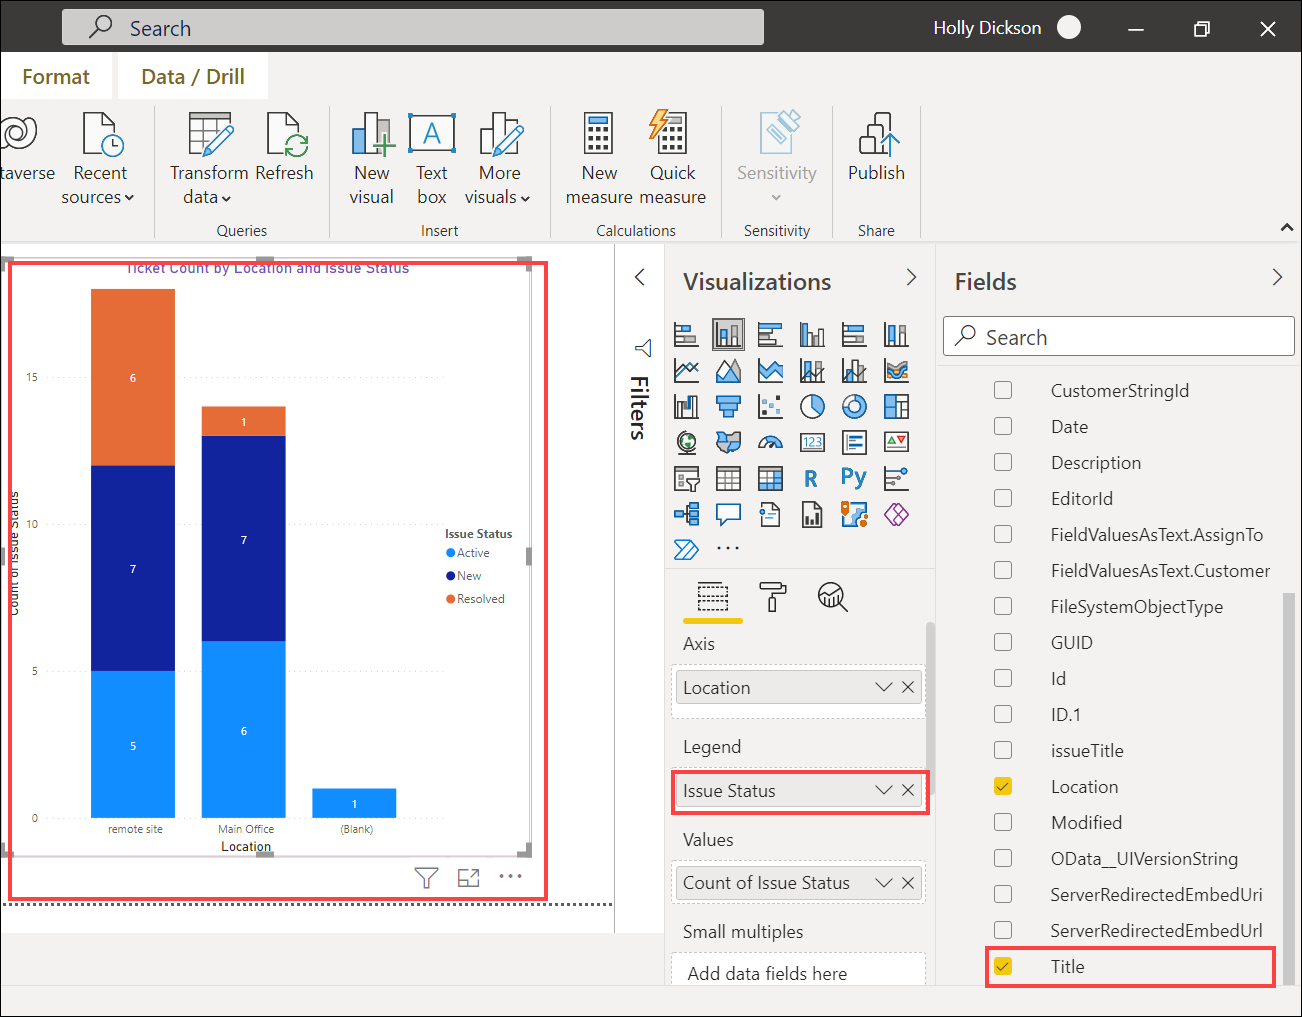 Search
Holly Dickson
Format
Data / Drill
taverse
Recent
sources
Transform
data
Refresh
Queries
New
visual
Text
box
More
visuals
Insert
New
measure
Quick
measure
Calculations
Sensitivity
Sensitivity
Publish
Share
A
Ticket Count by Location and Issue Status
Count of Issue Status
15
10
5
0
6
7
5
1
7
6
1
remote site
Main Office
(Blank)
Location
Issue Status
Active
New
Resolved
Filters
Visualizations
123
R
Py
Axis
Location
Legend
Issue Status
Values
Count of Issue Status
Small multiples
Add data fields here
Fields
Search
CustomerStringId
Date
Description
EditorId
FieldValuesAsText.AssignTo
FieldValuesAsText.Customer
FileSystemObjectType
GUID
Id
ID.1
issueTitle
Location
Modified
OData__UIVersionString
ServerRedirectedEmbedUri
ServerRedirectedEmbedUrl
Title